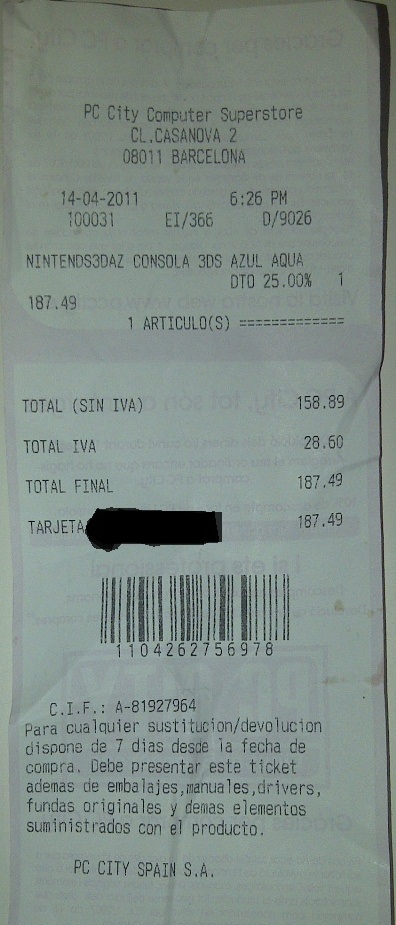 PC City Computer Superstore
CL.CASANOVA 2
08011 BARCELONA
14-04-2011 6:26 PM
100031 EI/366 D/9026
NINTENDS3DAZ CONSOLA 3DS AZUL AQUA
DTO 25.00% 1
187.49
1 ARTICULO(S) =============
TOTAL (SIN IVA) 158.89
TOTAL IVA 28.60
TOTAL FINAL 187.49
TARJETA 187.49
1104262756978
C.I.F.: A-81927964
Para cualquier sustitucion/devolucion
dispone de 7 dias desde la fecha de
compra. Debe presentar este ticket
ademas de embalajes,manuales,drivers,
fundas originales y demas elementos
suministrados con el producto.
PC CITY SPAIN S.A.